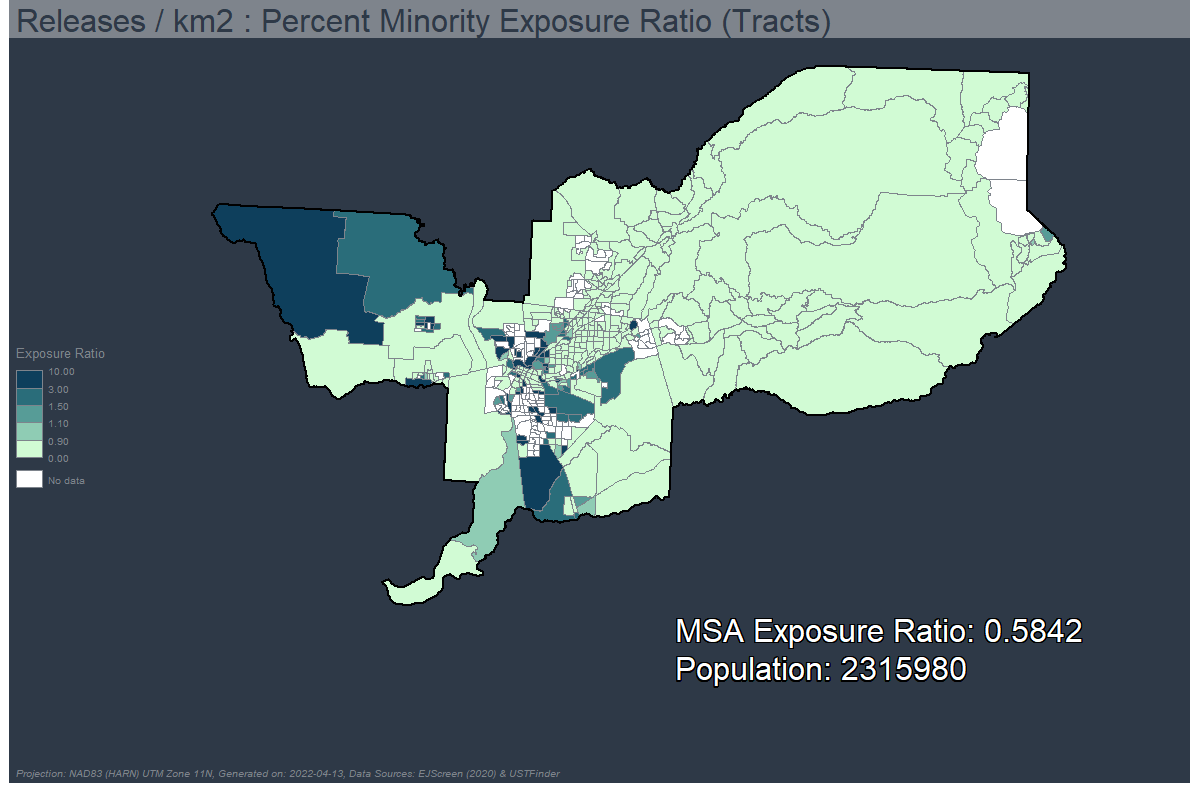 Releases / km2 : Percent Minority Exposure Ratio (Tracts)
Exposure Ratio
10.00
3.00
1.50
1.10
0.90
0.00
No data
MSA Exposure Ratio: 0.5842
Population: 2315980
Projection: NAD83 (HARN) UTM Zone 11N, Generated on: 2022-04-13, Data Sources: EJScreen (2020) & USTFinder